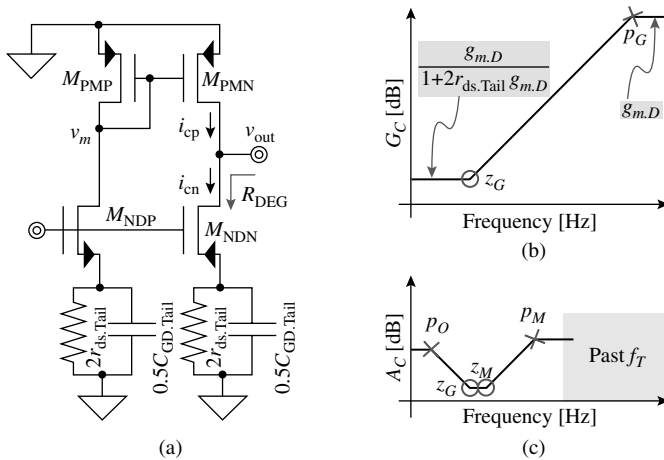 M_PMP
M_PMN
v_m
i_cp
v_out
i_cn
R_DEG
M_NDP
M_NDN
2r_ds.Tail
0.5C_GD.Tail
2r_ds.Tail
0.5C_GD.Tail
(a)
G_C [dB]
g_m.D
1+2r_ds.Tail g_m.D
p_G
g_m.D
z_G
Frequency [Hz]
(b)
A_C [dB]
p_O
p_M
z_M
z_G
Past f_T
Frequency [Hz]
(c)